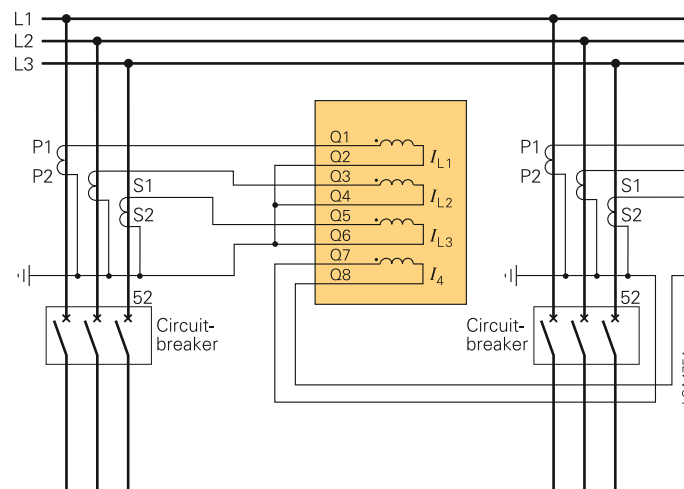 L1
L2
L3
P1
P2
S1
S2
52
Circuit-
breaker
Q1
Q2
Q3
Q4
Q5
Q6
Q7
Q8
IL1
IL2
IL3
I4
P1
P2
S1
S2
52
Circuit-
breaker